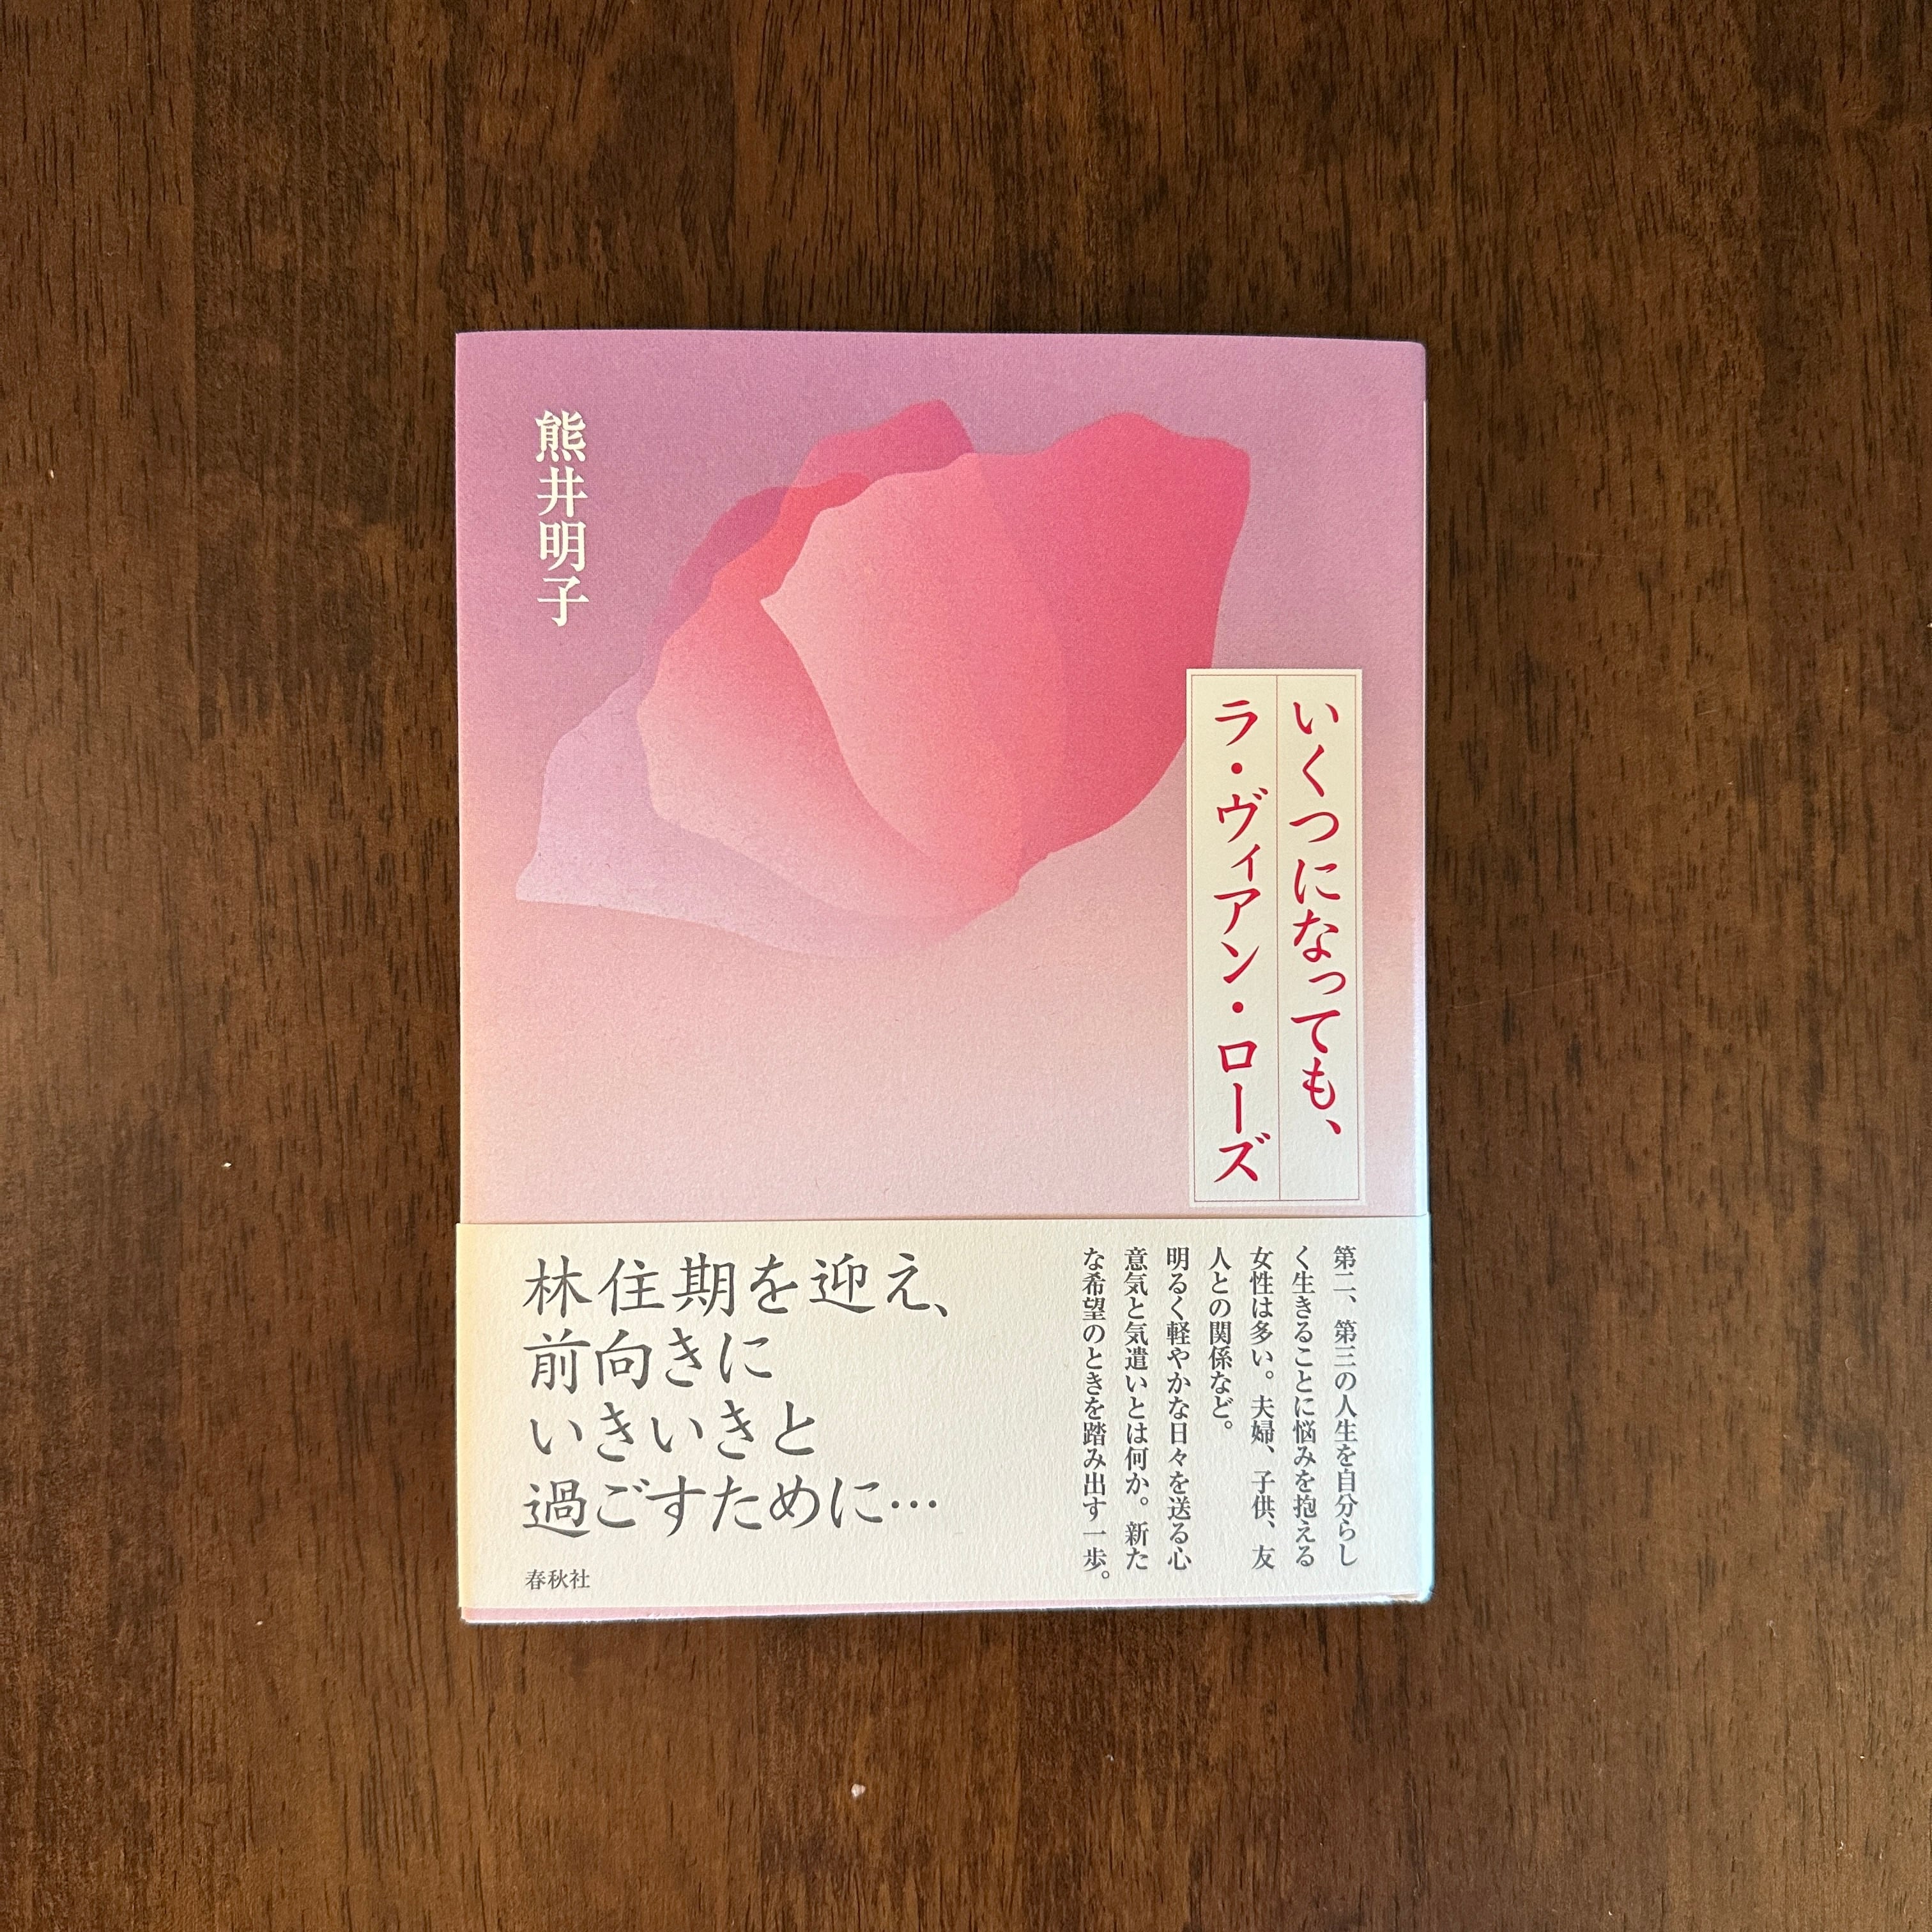 熊井明子
いくつになっても、
ラ・ヴィアン・ローズ
林住期を迎え、
前向きに
いきいきと
過ごすために…
第二、第三の人生を自分らし
く生きることに悩みを抱える
女性は多い。夫婦、子供、友
人との関係など。
明るく軽やかな日々を送る心
意気と気遣いとは何か。新た
な希望のときを踏み出す一歩。
春秋社